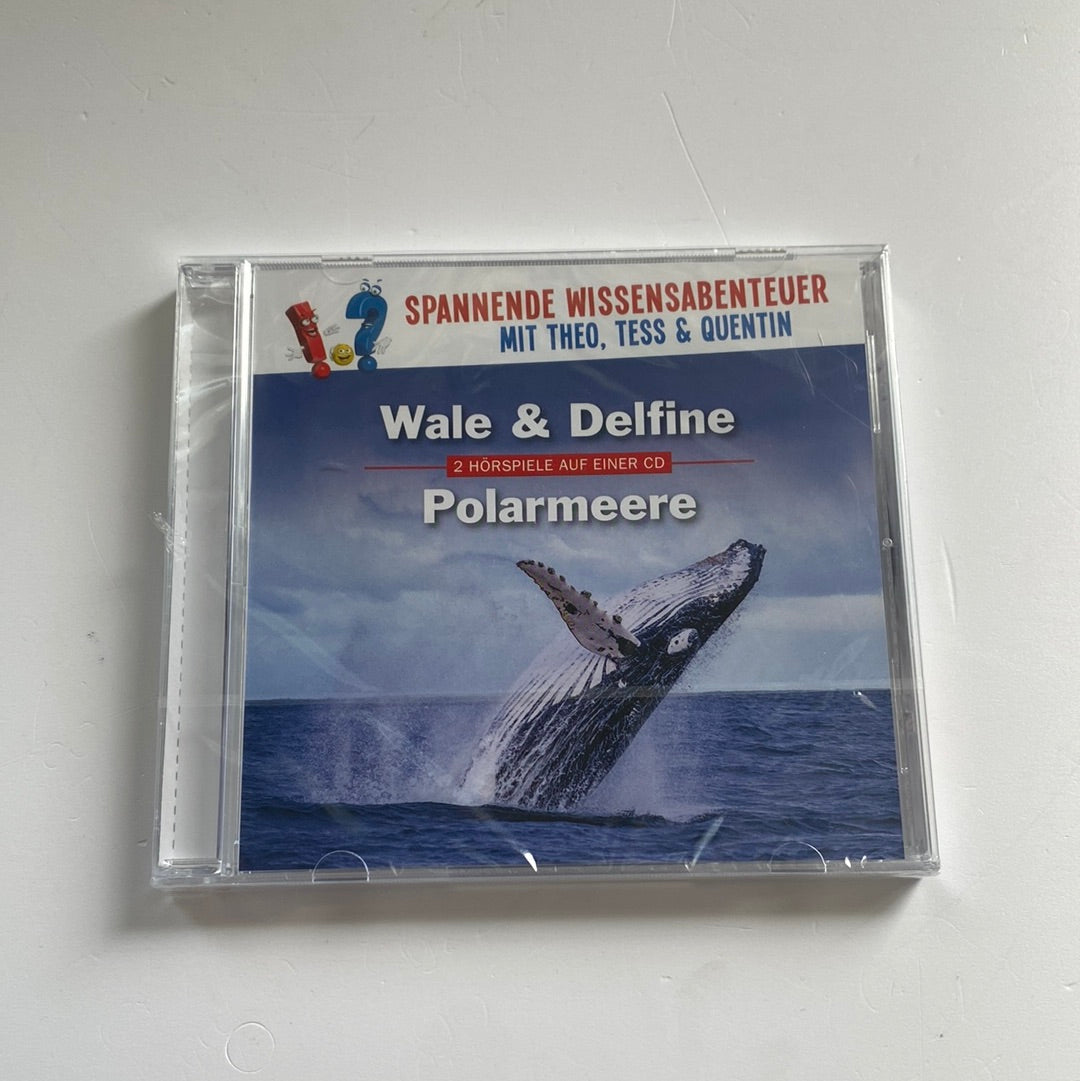 SPANNENDE WISSENSABENTEUER
MIT THEO, TESS & QUENTIN
Wale & Delfine
2 HÖRSPIELE AUF EINER CD
Polarmeere